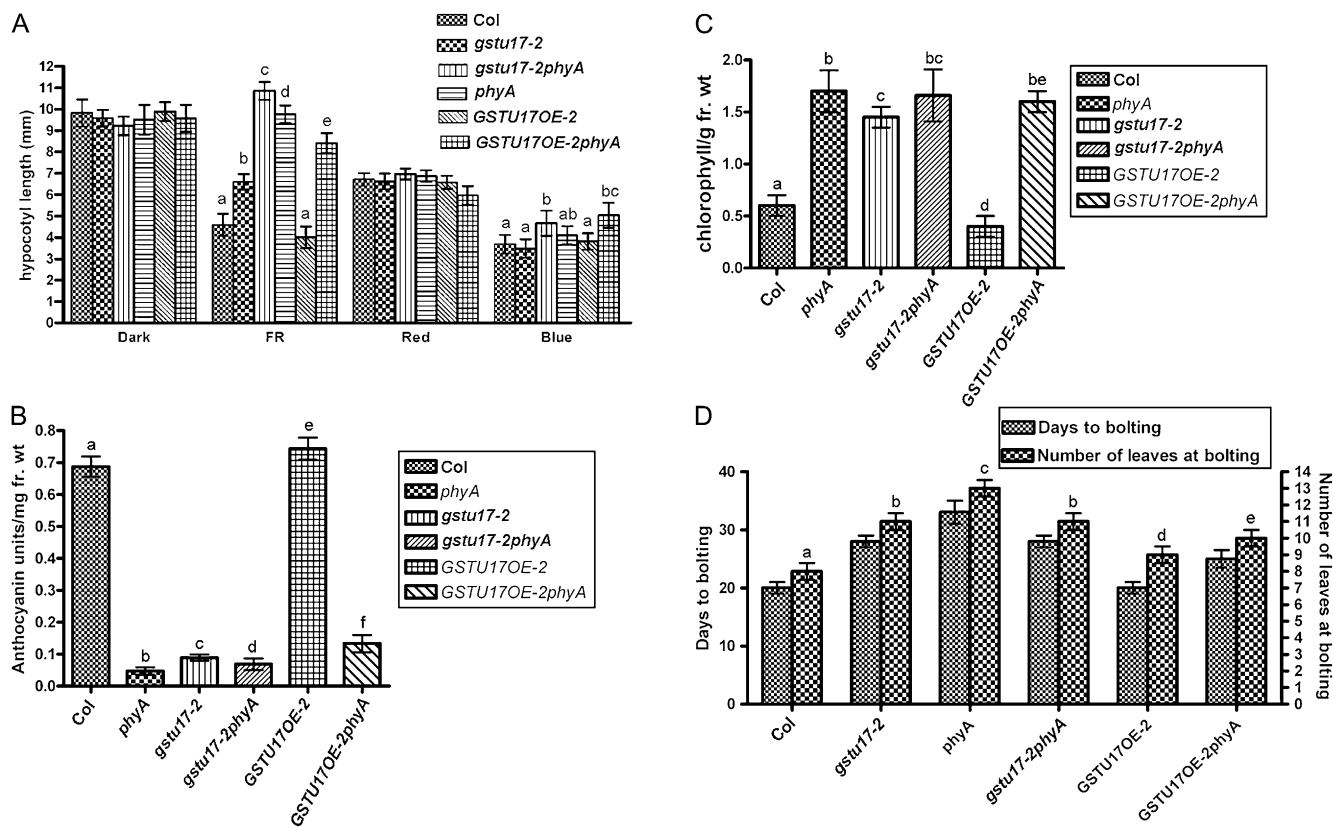 A
Col
gstu17-2
gstu17-2phyA
phyA
GSTU17OE-2
GSTU17OE-2phyA
hypocotyl length (mm)
12
11
10
9
8
7
6
5
4
3
2
1
0
a
b
c
d
a
e
a
a
b
ab
a
bc
Dark
FR
Red
Blue
B
Anthocyanin units/mg fr. wt
0.8
0.7
0.6
0.5
0.4
0.3
0.2
0.1
0.0
a
b
c
d
e
f
Col
phyA
gstu17-2
gstu17-2phyA
GSTU17OE-2
GSTU17OE-2phyA
Col
phyA
gstu17-2
gstu17-2phyA
GSTU17OE-2
GSTU17OE-2phyA
C
chlorophyll/g fr. wt
2.0
1.5
1.0
0.5
0.0
a
b
c
bc
d
be
Col
phyA
gstu17-2
gstu17-2phyA
GSTU17OE-2
GSTU17OE-2phyA
Col
phyA
gstu17-2
gstu17-2phyA
GSTU17OE-2
GSTU17OE-2phyA
D
Days to bolting
Number of leaves at bolting
Days to bolting
40
30
20
10
0
a
b
c
b
d
e
14
13
12
11
10
9
8
7
6
5
4
3
2
1
0
Number of leaves at bolting
Col
gstu17-2
phyA
gstu17-2phyA
GSTU17OE-2
GSTU17OE-2phyA